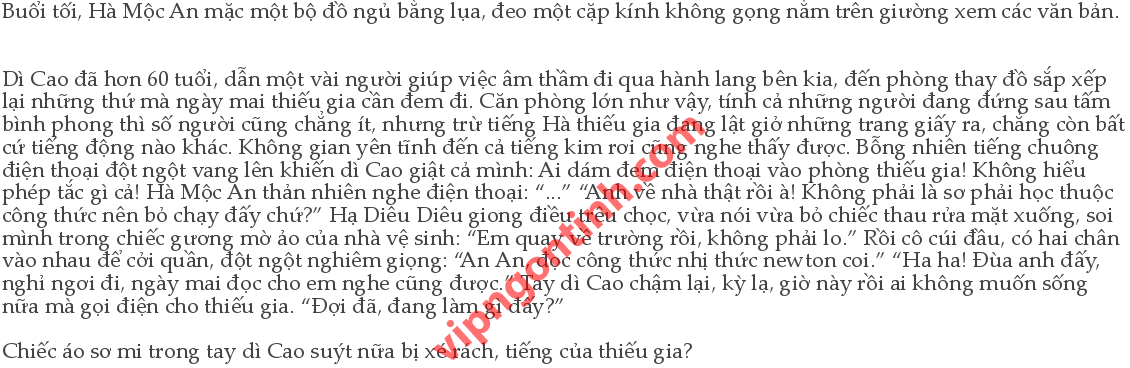 Buổi tối, Hà Mộc An mặc một bộ đồ ngủ bằng lụa, đeo một cặp kính không gọng nằm trên giường xem các văn bản.
Dì Cao đã hơn 60 tuổi, dẫn một vài người giúp việc âm thầm đi qua hành lang bên kia, đến phòng thay đồ sắp xếp
lại những thứ mà ngày mai thiếu gia cần đem đi. Căn phòng lớn như vậy, tính cả những người đang đứng sau tấm
bình phong thì số người cũng chẳng ít, nhưng trừ tiếng Hà thiếu gia đang lật giở những trang giấy ra, chẳng còn bất
cứ tiếng động nào khác. Không gian yên tĩnh đến cả tiếng kim rơi cũng nghe thấy được. Bỗng nhiên tiếng chuông
điện thoại đột ngột vang lên khiến dì Cao giật cả mình: Ai dám đem điện thoại vào phòng thiếu gia! Không hiểu
phép tắc gì cả! Hà Mộc An thản nhiên nghe điện thoại: “...” “Anh về nhà thật rồi à! Không phải là sợ phải học thuộc
công thức nên bỏ chạy đấy chứ?” Hạ Diêu Diêu giọng điều trêu chọc, vừa nói vừa bỏ chiếc thau rửa mặt xuống, soi
mình trong chiếc gương mờ ảo của nhà vệ sinh: “Em quay về trường rồi, không phải lo.” Rồi cô cúi đầu, cọ hai chân
vào nhau để cởi quần, đột ngột nghiêm giọng: “An An, đọc công thức nhị thức newton coi.” “Ha ha! Đùa anh đấy,
nghỉ ngơi đi, ngày mai đọc cho em nghe cũng được.” Tay dì Cao chậm lại, kỳ lạ, giờ này rồi ai không muốn sống
nữa mà gọi điện cho thiếu gia. “Đợi đã, đang làm gì đấy?”
Chiếc áo sơ mi trong tay dì Cao suýt nữa bị xé rách, tiếng của thiếu gia?
vipngontinh.com